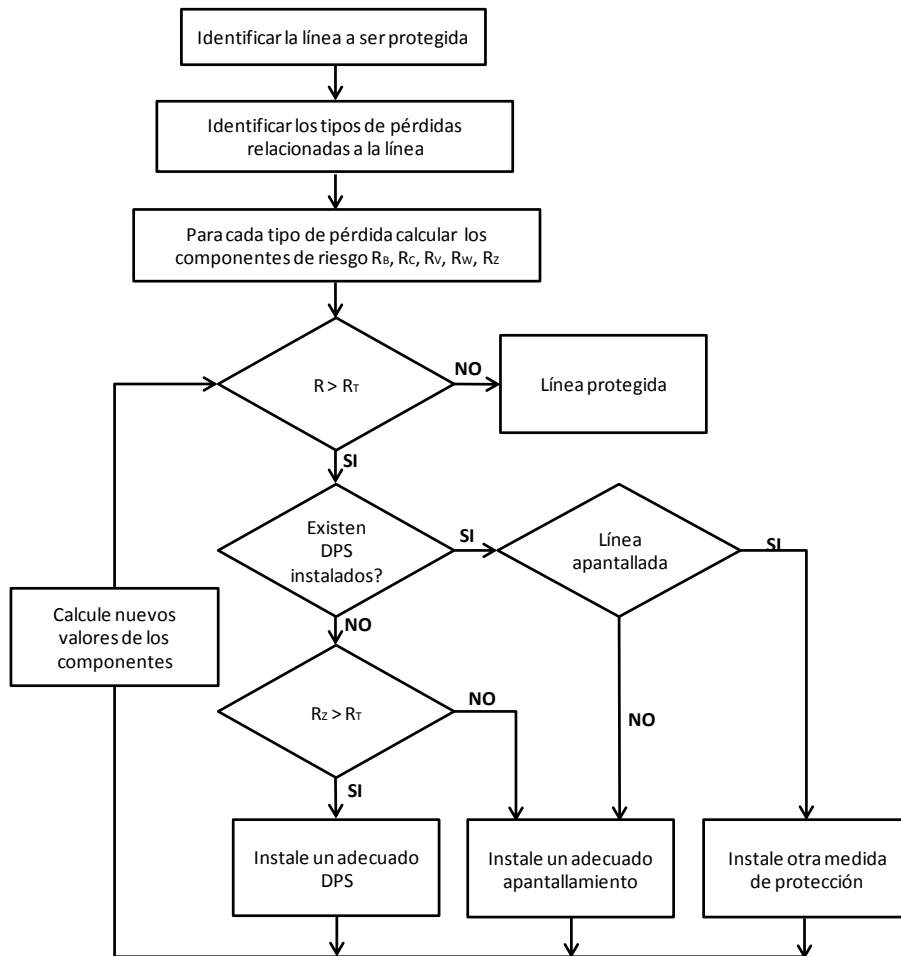 Identificar la línea a ser protegida
Identificar los tipos de pérdidas
relacionadas a la línea
Para cada tipo de pérdida calcular los
componentes de riesgo RB, RC, RV, RW, RZ
R > RT
NO
Línea protegida
SI
Existen
DPS
instalados?
SI
Línea
apantallada
SI
Calcule nuevos
valores de los
componentes
NO
RZ > RT
NO
NO
SI
Instale un adecuado
DPS
Instale un adecuado
apantallamiento
Instale otra medida
de protección